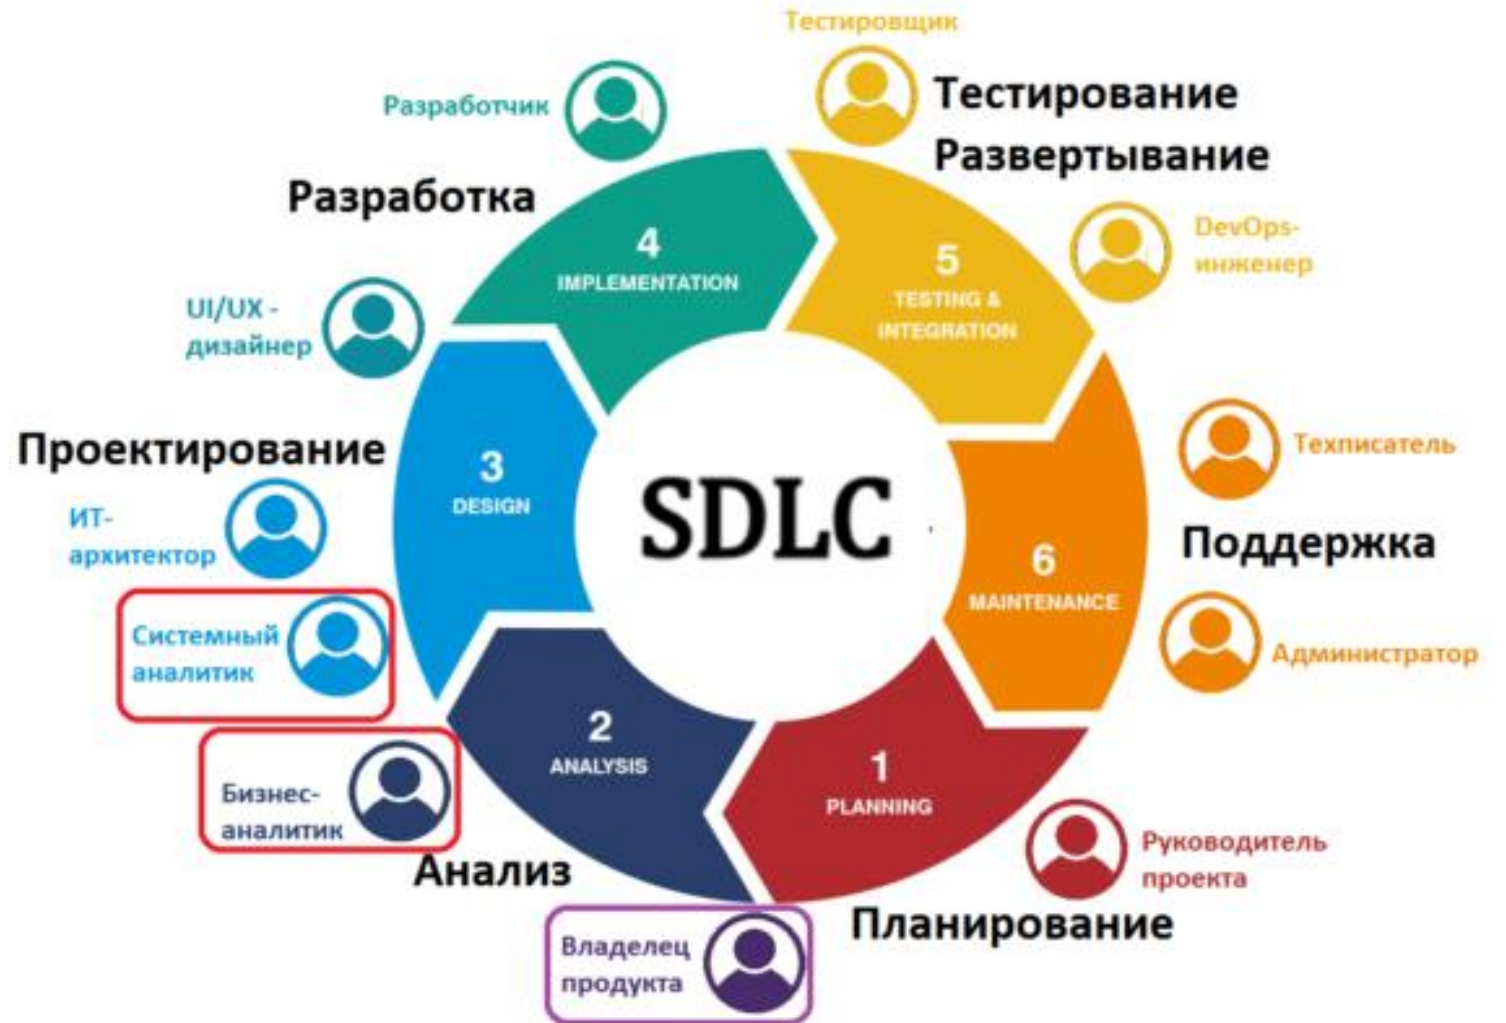 Тестировщик
Тестирование
Развертывание
Разработчик
Разработка
4
IMPLEMENTATION
5
TESTING &
INTEGRATION
DevOps-
инженер
UI/UX -
дизайнер
Проектирование
3
DESIGN
ИТ-
архитектор
SDLC
Техписатель
Поддержка
6
MAINTENANCE
Администратор
Системный
аналитик
2
ANALYSIS
1
PLANNING
Бизнес-
аналитик
Анализ
Руководитель
проекта
Планирование
Владелец
продукта